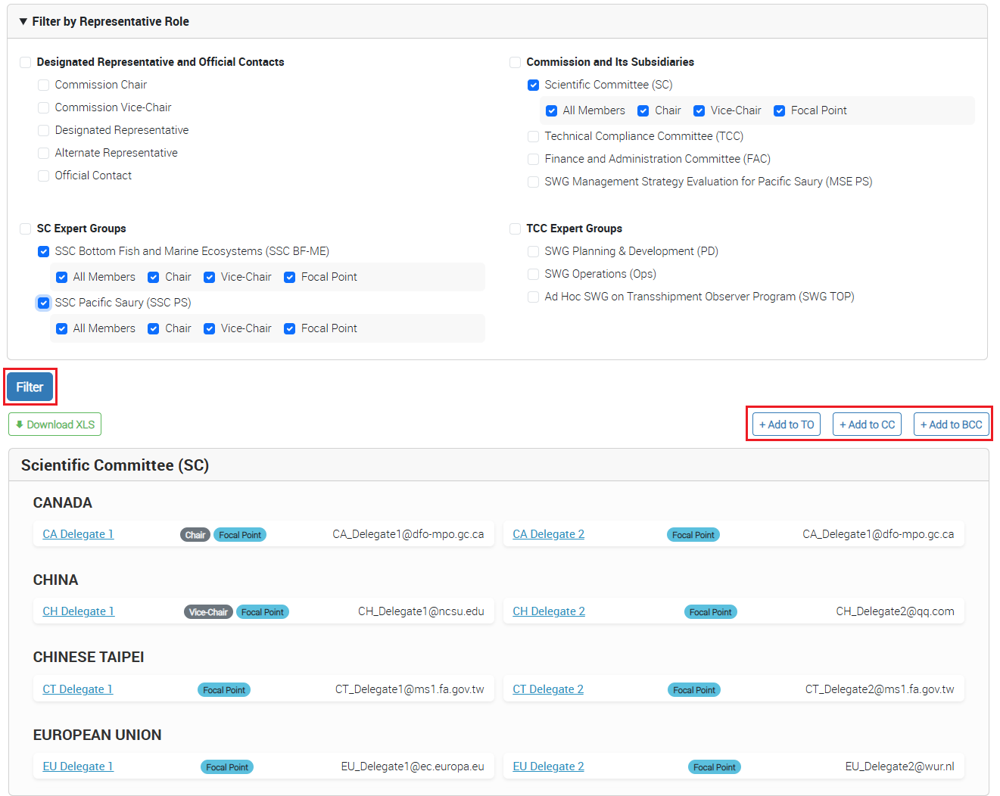 ▼ Filter by Representative Role
Designated Representative and Official Contacts
Commission Chair
Commission Vice-Chair
Designated Representative
Alternate Representative
Official Contact
Commission and Its Subsidiaries
Scientific Committee (SC)
All Members Chair Vice-Chair Focal Point
Technical Compliance Committee (TCC)
Finance and Administration Committee (FAC)
SWG Management Strategy Evaluation for Pacific Saury (MSE PS)
SC Expert Groups
SSC Bottom Fish and Marine Ecosystems (SSC BF-ME)
All Members Chair Vice-Chair Focal Point
SSC Pacific Saury (SSC PS)
All Members Chair Vice-Chair Focal Point
TCC Expert Groups
SWG Planning & Development (PD)
SWG Operations (Ops)
Ad Hoc SWG on Transshipment Observer Program (SWG TOP)
Filter
Download XLS
+ Add to TO + Add to CC + Add to BCC
Scientific Committee (SC)
CANADA
CA Delegate 1 Chair Focal Point CA_Delegate1@dfo-mpo.gc.ca
CA Delegate 2 Focal Point CA_Delegate1@dfo-mpo.gc.ca
CHINA
CH Delegate 1 Vice-Chair Focal Point CH_Delegate1@ncsu.edu
CH Delegate 2 Focal Point CH_Delegate2@qq.com
CHINESE TAIPEI
CT Delegate 1 Focal Point CT_Delegate1@ms1.fa.gov.tw
CT Delegate 2 Focal Point CT_Delegate2@ms1.fa.gov.tw
EUROPEAN UNION
EU Delegate 1 Focal Point EU_Delegate1@ec.europa.eu
EU Delegate 2 Focal Point EU_Delegate2@wur.nl